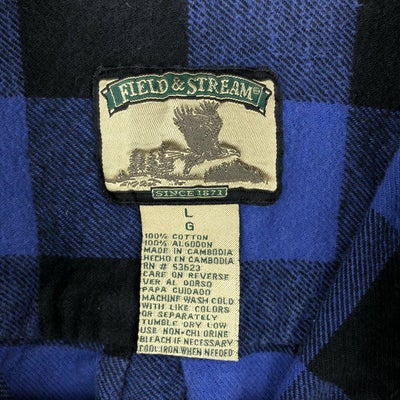 FIELD & STREAM®
SINCE 1871
L
G
100% COTTON
100% ALGODON
MADE IN CAMBODIA
HECHO EN CAMBODIA
RN # 53623
CARE ON REVERSE
VER AL DORSO
PAPA CUIDADO
MACHINE WASH COLD
WITH LIKE COLORS
OR SEPARATELY
TUMBLE DRY LOW
USE NON-CHLORINE
BLEACH IF NECESSARY
COOL IRON WHEN NEEDED